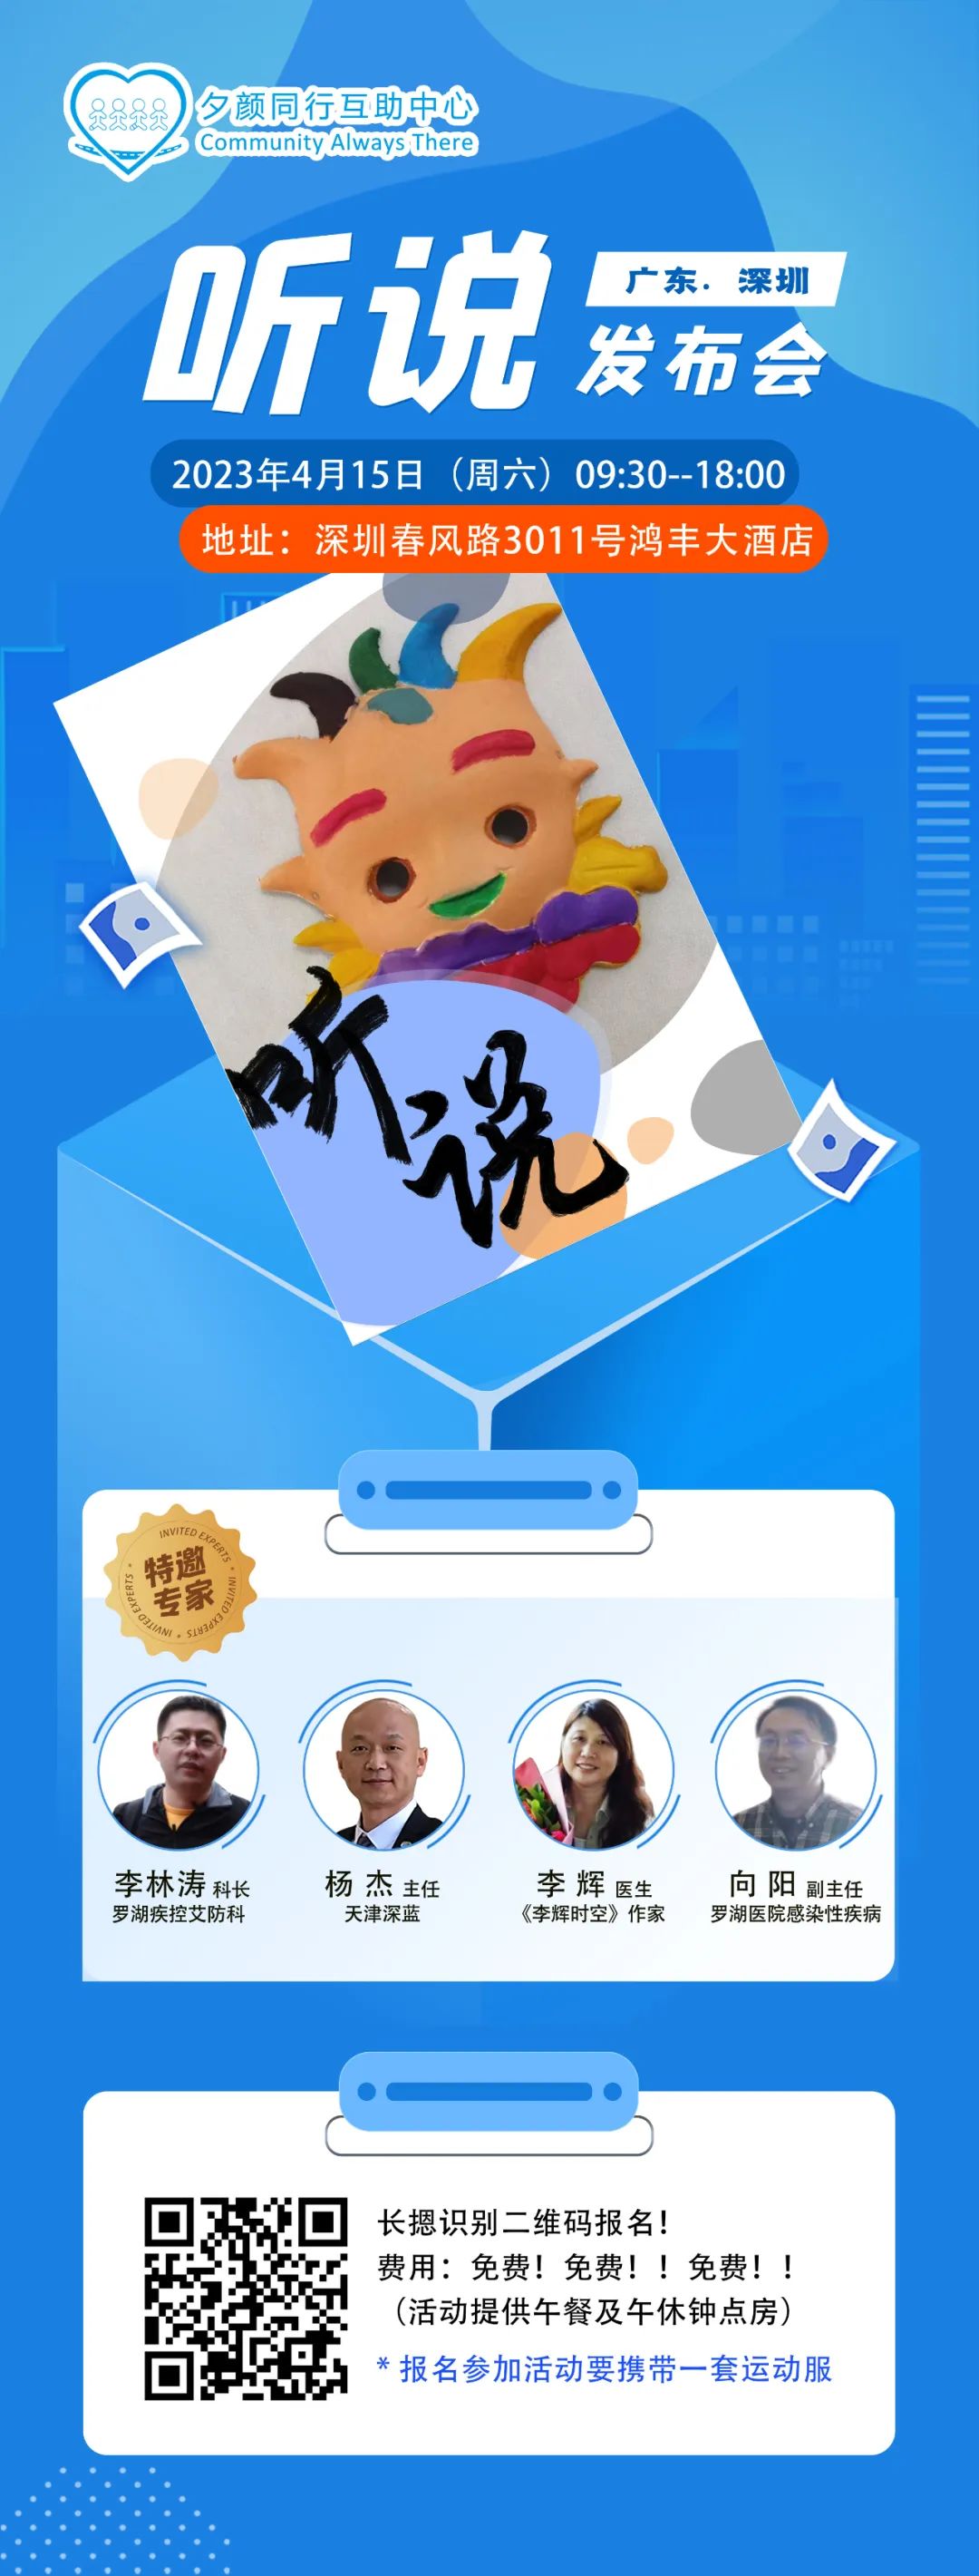 夕颜同行互助中心
Community Always There
听说
广东．深圳
发布会
2023年4月15日（周六）09:30--18:00
地址：深圳春风路3011号鸿丰大酒店
听说
INVITED EXPERTS * INVITED EXPERTS * INVITED EXPERTS *
特邀
专家
李林涛 科长
罗湖疾控艾防科
杨 杰 主任
天津深蓝
李 辉 医生
《李辉时空》作家
向 阳 副主任
罗湖医院感染性疾病
长摁识别二维码报名！
费用：免费！免费！！免费！！
（活动提供午餐及午休钟点房）
* 报名参加活动要携带一套运动服